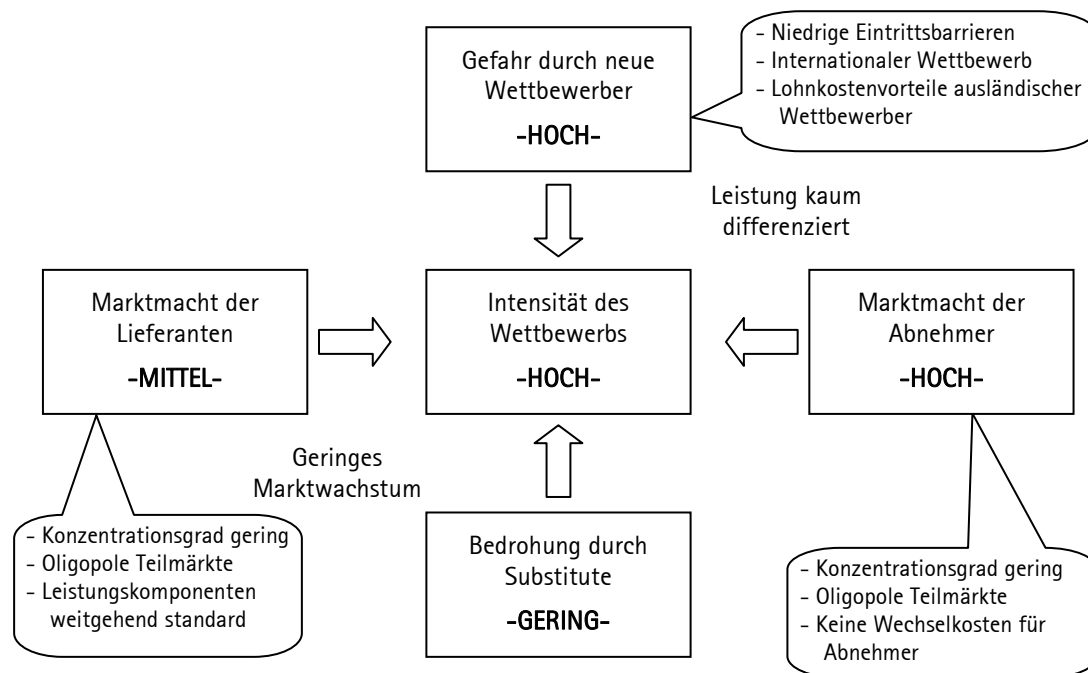 Gefahr durch neue
Wettbewerber
-HOCH-
- Niedrige Eintrittsbarrieren
- Internationaler Wettbewerb
- Lohnkostenvorteile ausländischer
Wettbewerber
Leistung kaum
differenziert
Marktmacht der
Lieferanten
-MITTEL-
Intensität des
Wettbewerbs
-HOCH-
Marktmacht der
Abnehmer
-HOCH-
Geringes
Marktwachstum
- Konzentrationsgrad gering
- Oligopole Teilmärkte
- Leistungskomponenten
weitgehend standard
Bedrohung durch
Substitute
-GERING-
- Konzentrationsgrad gering
- Oligopole Teilmärkte
- Keine Wechselkosten für
Abnehmer